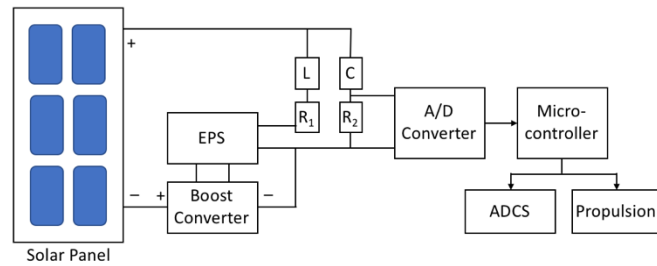 +
L
C
R1
R2
EPS
A/D
Converter
Micro-
controller
−
+
Boost
Converter
−
ADCS
Propulsion
Solar Panel